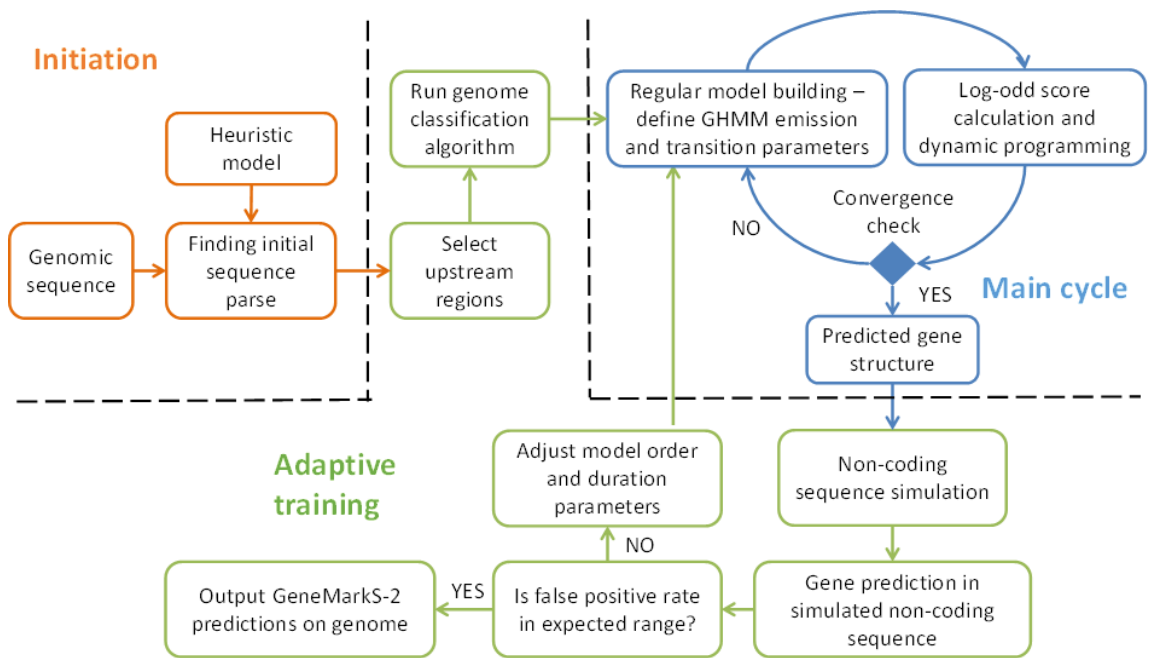 Initiation
Heuristic
model
Genomic
sequence
Finding initial
sequence
parse
Run genome
classification
algorithm
Select
upstream
regions
Regular model building –
define GHMM emission
and transition parameters
Log-odd score
calculation and
dynamic programming
Convergence
check
NO
YES
Main cycle
Predicted gene
structure
Adaptive
training
Adjust model order
and duration
parameters
Non-coding
sequence simulation
NO
Output GeneMarkS-2
predictions on genome
YES
Is false positive rate
in expected range?
Gene prediction in
simulated non-coding
sequence